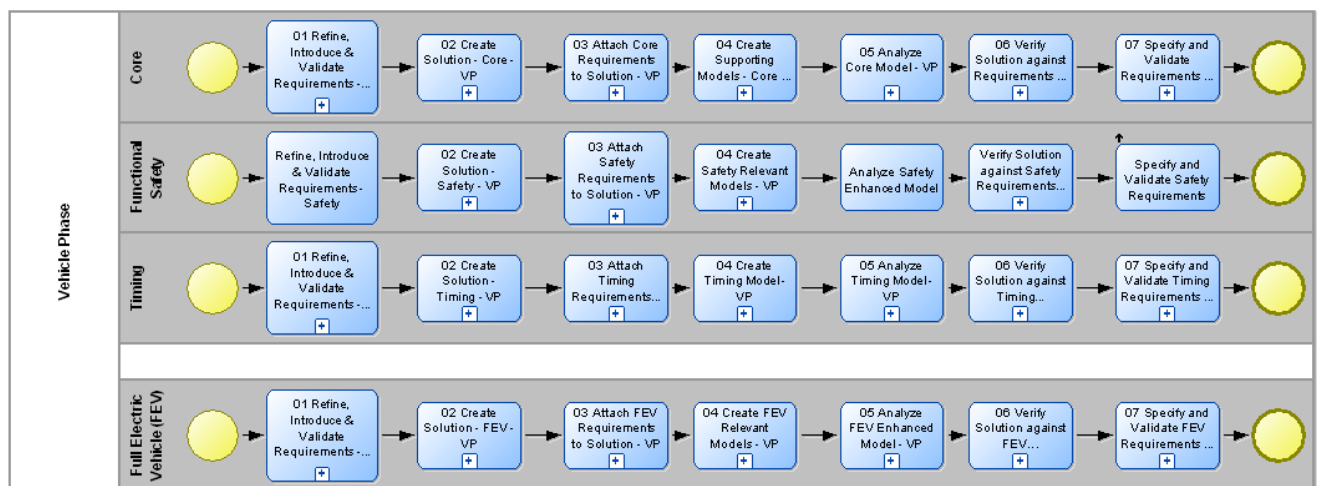 Vehicle Phase
Core
01 Refine,
Introduce &
Validate
Requirements -...
02 Create
Solution - Core -
VP
03 Attach Core
Requirements
to Solution - VP
04 Create
Supporting
Models - Core ...
05 Analyze
Core Model - VP
06 Verify
Solution against
Requirements ...
07 Specify and
Validate
Requirements ...
Functional
Safety
Refine, Introduce
& Validate
Requirements-
Safety
02 Create
Solution -
Safety - VP
03 Attach
Safety
Requirements
to Solution - VP
04 Create
Safety Relevant
Models - VP
Analyze Safety
Enhanced Model
Verify Solution
against Safety
Requirements...
Specify and
Validate Safety
Requirements
Timing
01 Refine,
Introduce &
Validate
Requirements -...
02 Create
Solution -
Timing - VP
03 Attach
Timing
Requirements...
04 Create
Timing Model-
VP
05 Analyze
Timing Model-
VP
06 Verify
Solution against
Timing...
07 Specify and
Validate Timing
Requirements ...
Full Electric
Vehicle (FEV)
01 Refine,
Introduce &
Validate
Requirements -...
02 Create
Solution - FEV -
VP
03 Attach FEV
Requirements
to Solution - VP
04 Create FEV
Relevant
Models - VP
05 Analyze
FEV Enhanced
Model - VP
06 Verify
Solution against
FEV...
07 Specify and
Validate FEV
Requirements ...